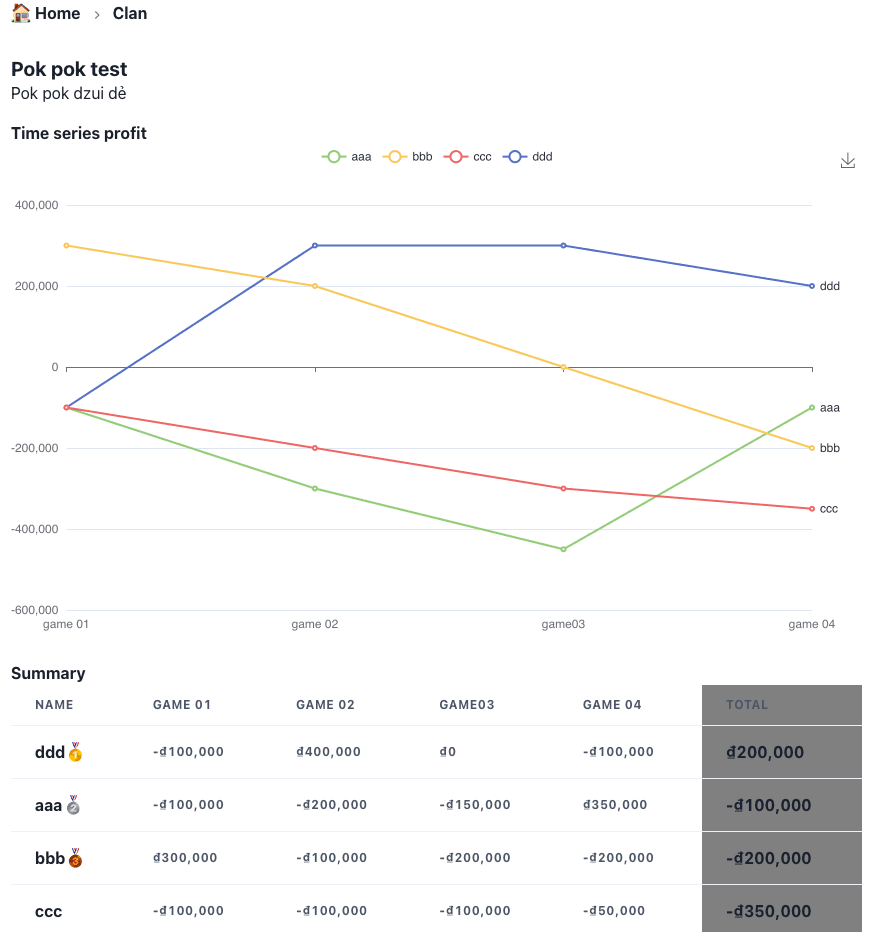 Home › Clan
Pok pok test
Pok pok dzui dẻ
Time series profit
aaa bbb ccc ddd
400,000
200,000
ddd
0
aaa
-200,000
bbb
ccc
-400,000
-600,000
game 01 game 02 game03 game 04
Summary
NAME GAME 01 GAME 02 GAME03 GAME 04 TOTAL
ddd 1 -₫100,000 ₫400,000 ₫0 -₫100,000 ₫200,000
aaa 2 -₫100,000 -₫200,000 -₫150,000 ₫350,000 -₫100,000
bbb 3 ₫300,000 -₫100,000 -₫200,000 -₫200,000 -₫200,000
ccc -₫100,000 -₫100,000 -₫100,000 -₫50,000 -₫350,000